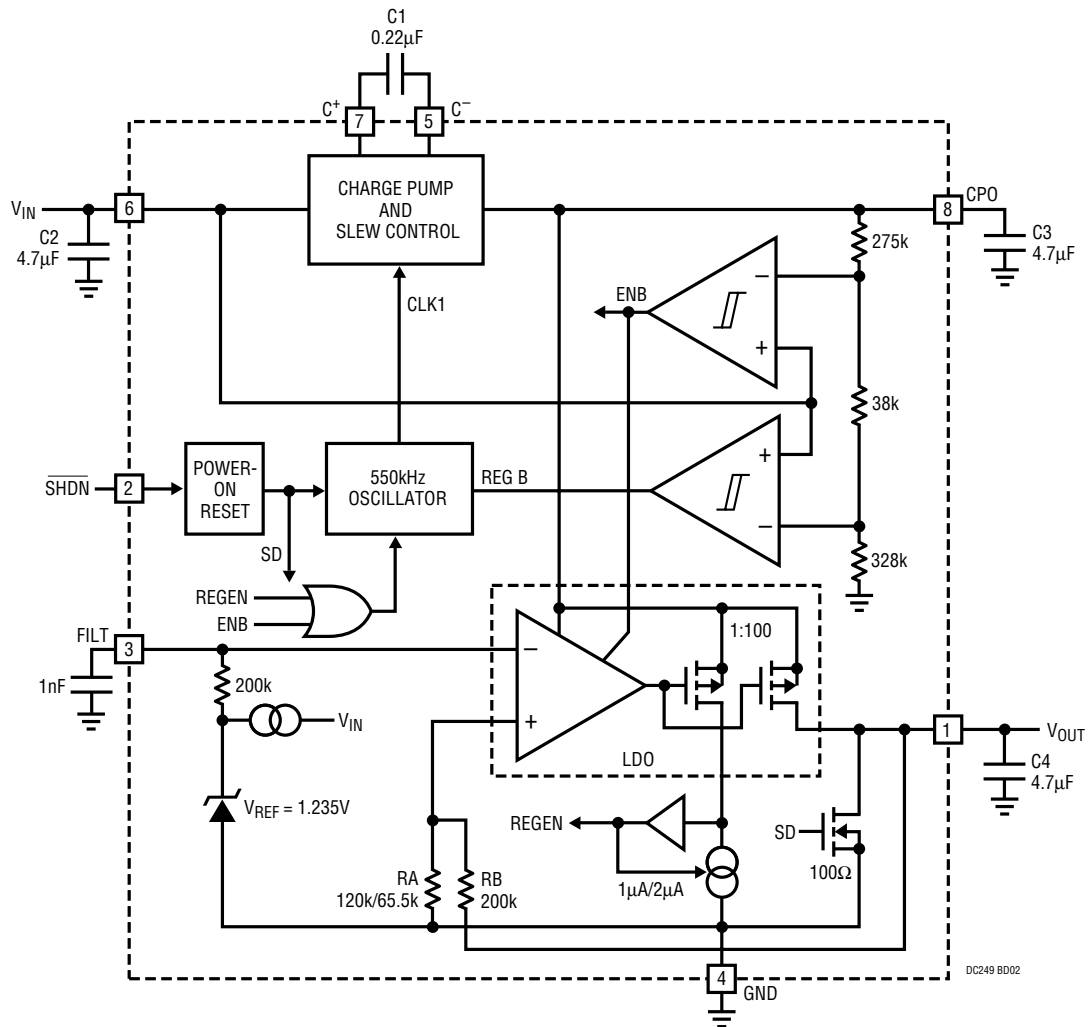 C1
0.22µF
C+
7
5
C−
CHARGE PUMP
AND
SLEW CONTROL
VIN
6
8
CPO
C2
4.7µF
C3
4.7µF
275k
−
ENB
+
CLK1
38k
SHDN
2
POWER-
ON
RESET
550kHz
OSCILLATOR
REG B
+
−
328k
SD
REGEN
ENB
FILT
3
1nF
200k
VIN
VREF = 1.235V
−
+
1:100
LDO
1
VOUT
C4
4.7µF
REGEN
SD
100Ω
1µA/2µA
RA
120k/65.5k
RB
200k
4
GND
DC249 BD02